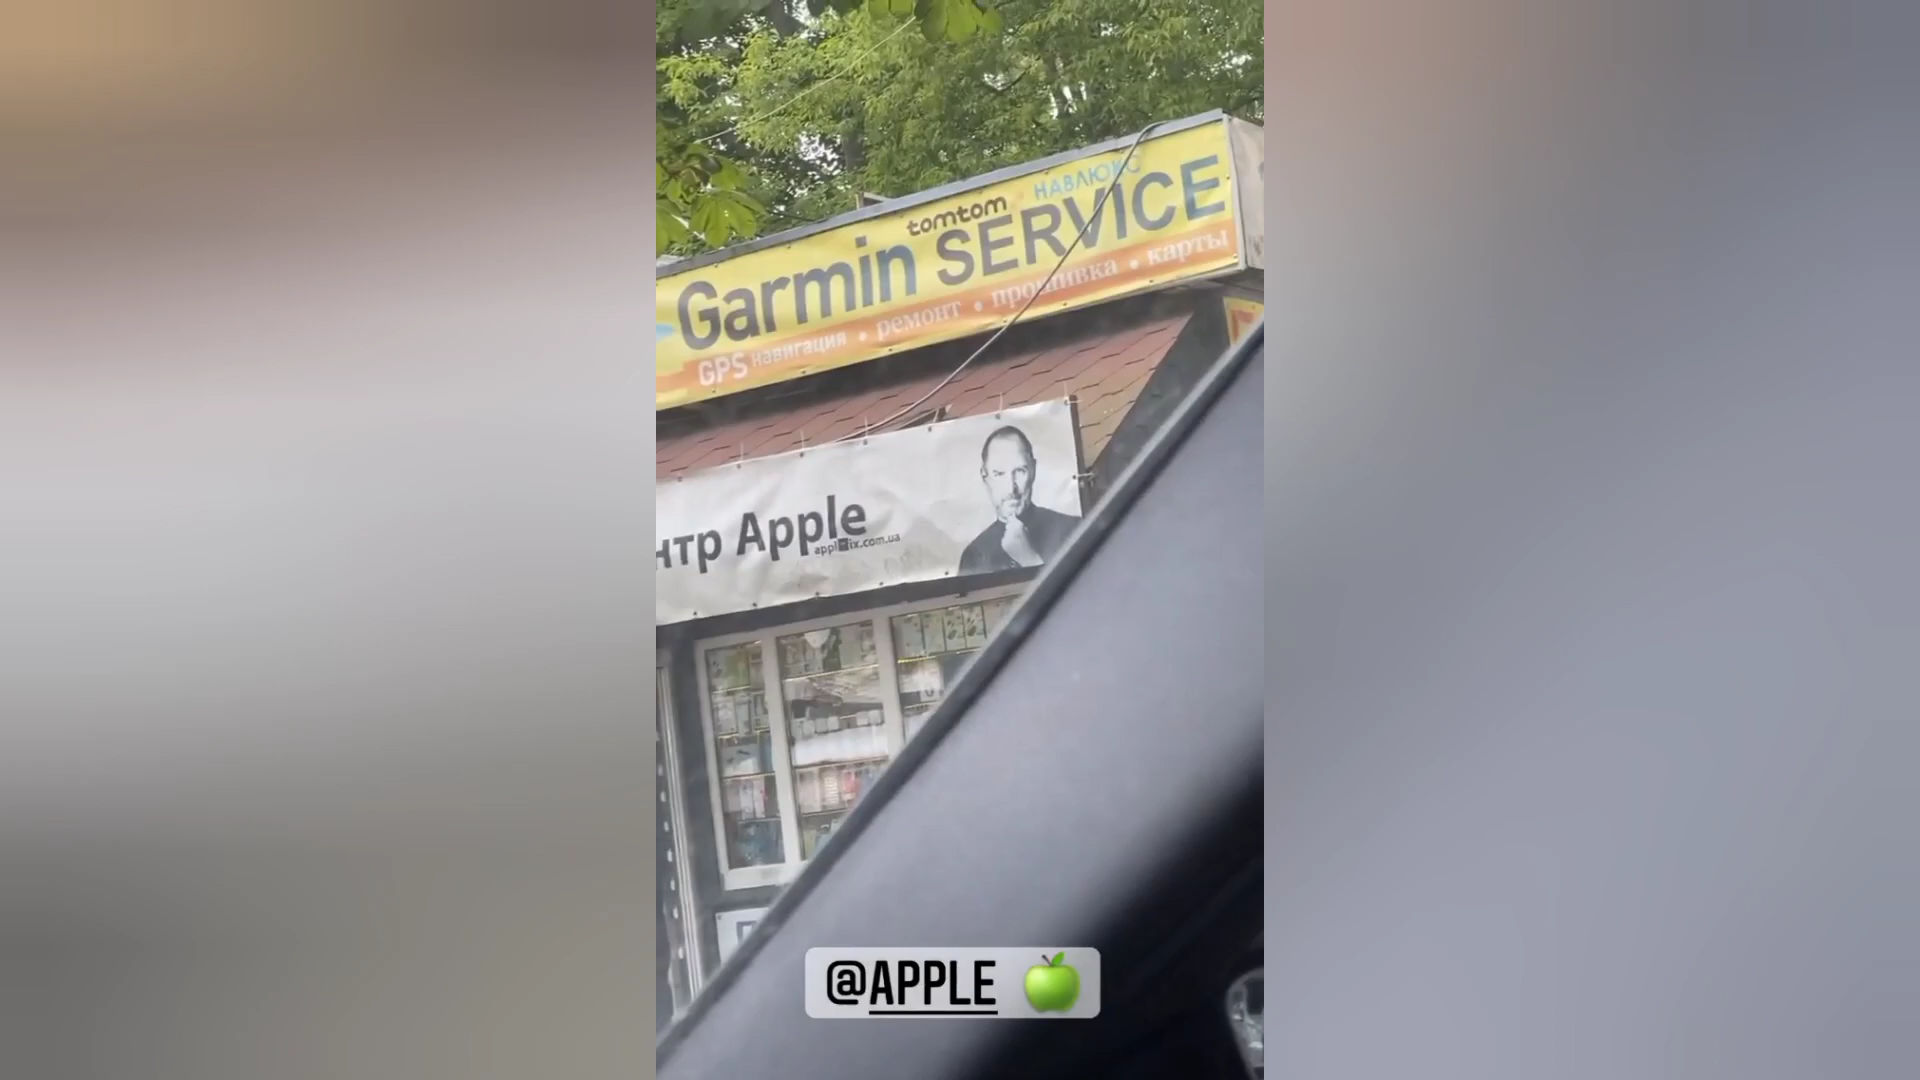 НАВЛЮКС
tomtom
Garmin SERVICE
GPS навигация • ремонт • прошивка • карты
нтр Apple
@APPLE 🍏